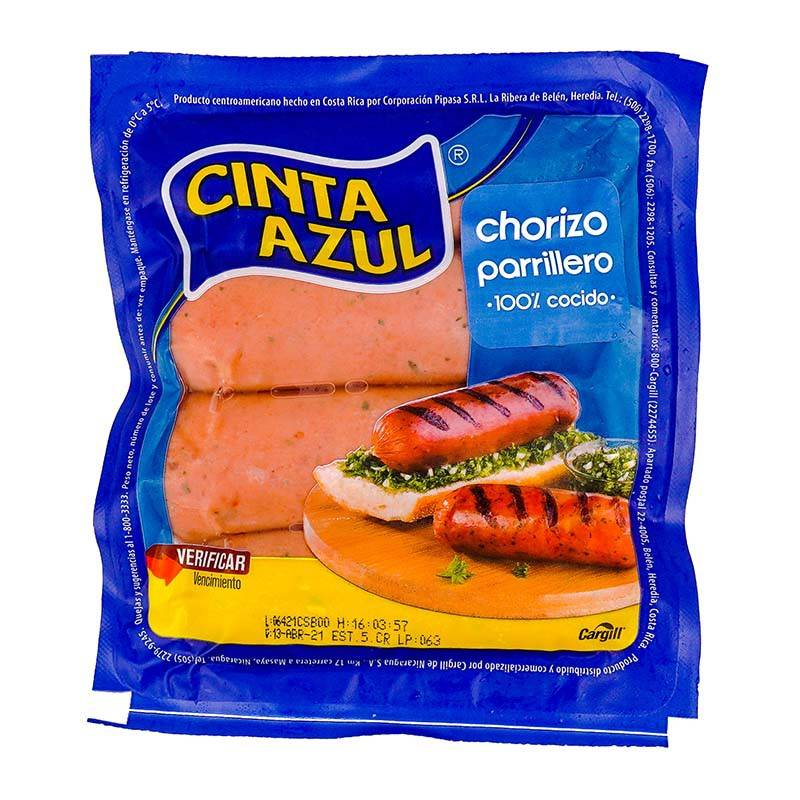 Producto centroamericano hecho en Costa Rica por Corporación Pipasa S.R.L. La Ribera de Belén, Heredia. Tel.: (506) 2298-1700, fax (506): 2298-1205. Consultas y comentarios: 800-Cargill (2274455). Apartado postal 22-4005, Belén, Heredia, Costa Rica.
CINTA
AZUL
®
chorizo
parrillero
·100% cocido·
VERIFICAR
Vencimiento
L:06421CSB00 H:16:03:57
V:13-ABR-21 EST.5.CR LP:063
Cargill
Producto distribuido y comercializado por Cargill de Nicaragua S.A. Km 17 carretera a Masaya, Nicaragua. Tel. (505) 2279-9245. Quejas y sugerencias al 1-800-3333. Peso neto, número de lote y consumir antes de: ver empaque. Manténgase en refrigeración de 0°C a 5°C.